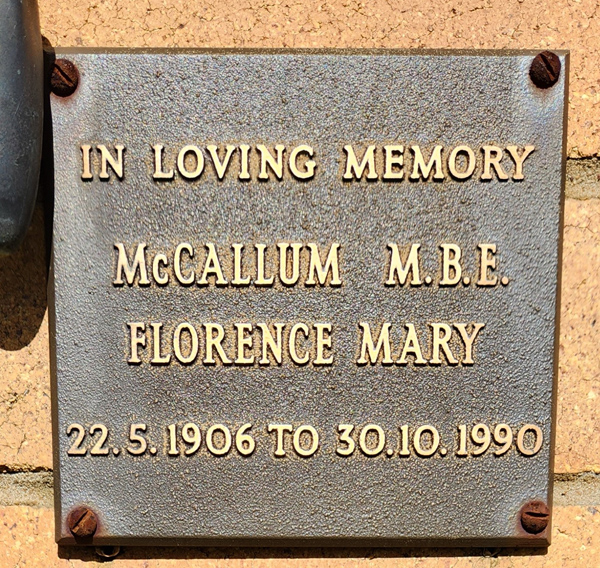 IN LOVING MEMORY
McCALLUM M.B.E.
FLORENCE MARY
22.5.1906 TO 30.10.1990